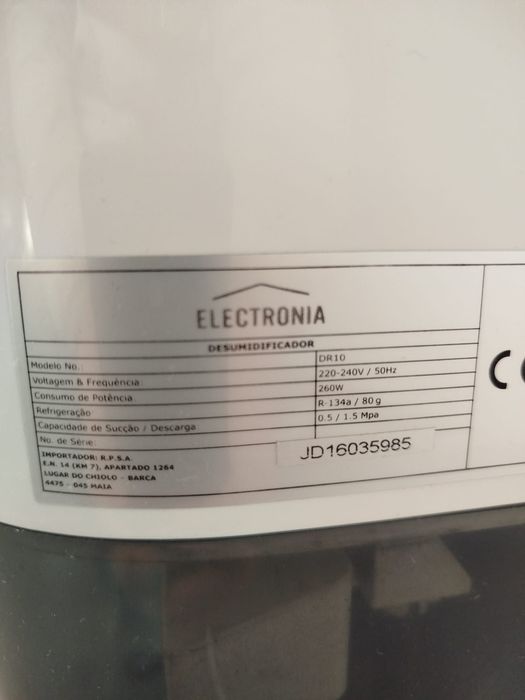 ELECTRONIA
DESUMIDIFICADOR
Modelo No. DR10
Voltagem & Frequência 220-240V / 50Hz
Consumo de Potência 260W
Refrigeração R-134a / 80 g
Capacidade de Sucção / Descarga 0.5 / 1.5 Mpa
No. de Série: JD16035985
IMPORTADOR: R.P.S.A.
E.N. 14 (KM 7), APARTADO 1264
LUGAR DO CHIOLO - BARCA
4475 - 045 MAIA
CE